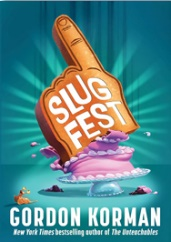 SLUG
FEST
GORDON KORMAN
New York Times bestselling author of The Unteachables